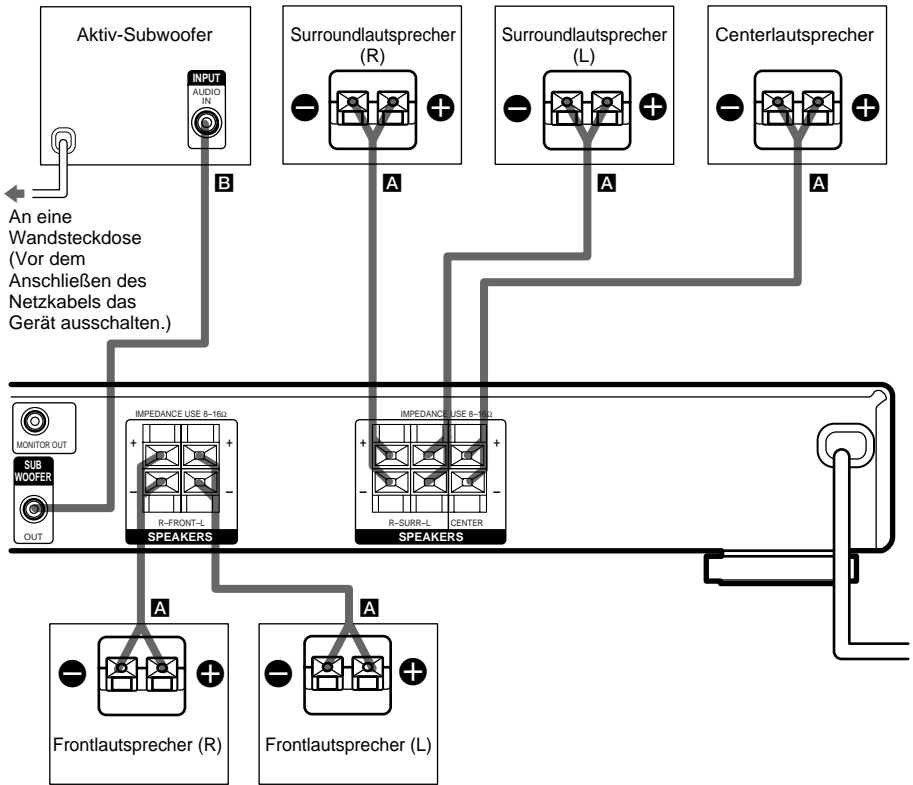 Aktiv-Subwoofer
INPUT
AUDIO
IN
Surroundlautsprecher
(R)
Surroundlautsprecher
(L)
Centerlautsprecher
B
A
A
A
An eine
Wandsteckdose
(Vor dem
Anschließen des
Netzkabels das
Gerät ausschalten.)
MONITOR OUT
SUB
WOOFER
OUT
IMPEDANCE USE 8–16Ω
R–FRONT–L
SPEAKERS
IMPEDANCE USE 8–16Ω
R–SURR–L
CENTER
SPEAKERS
A
A
Frontlautsprecher (R)
Frontlautsprecher (L)